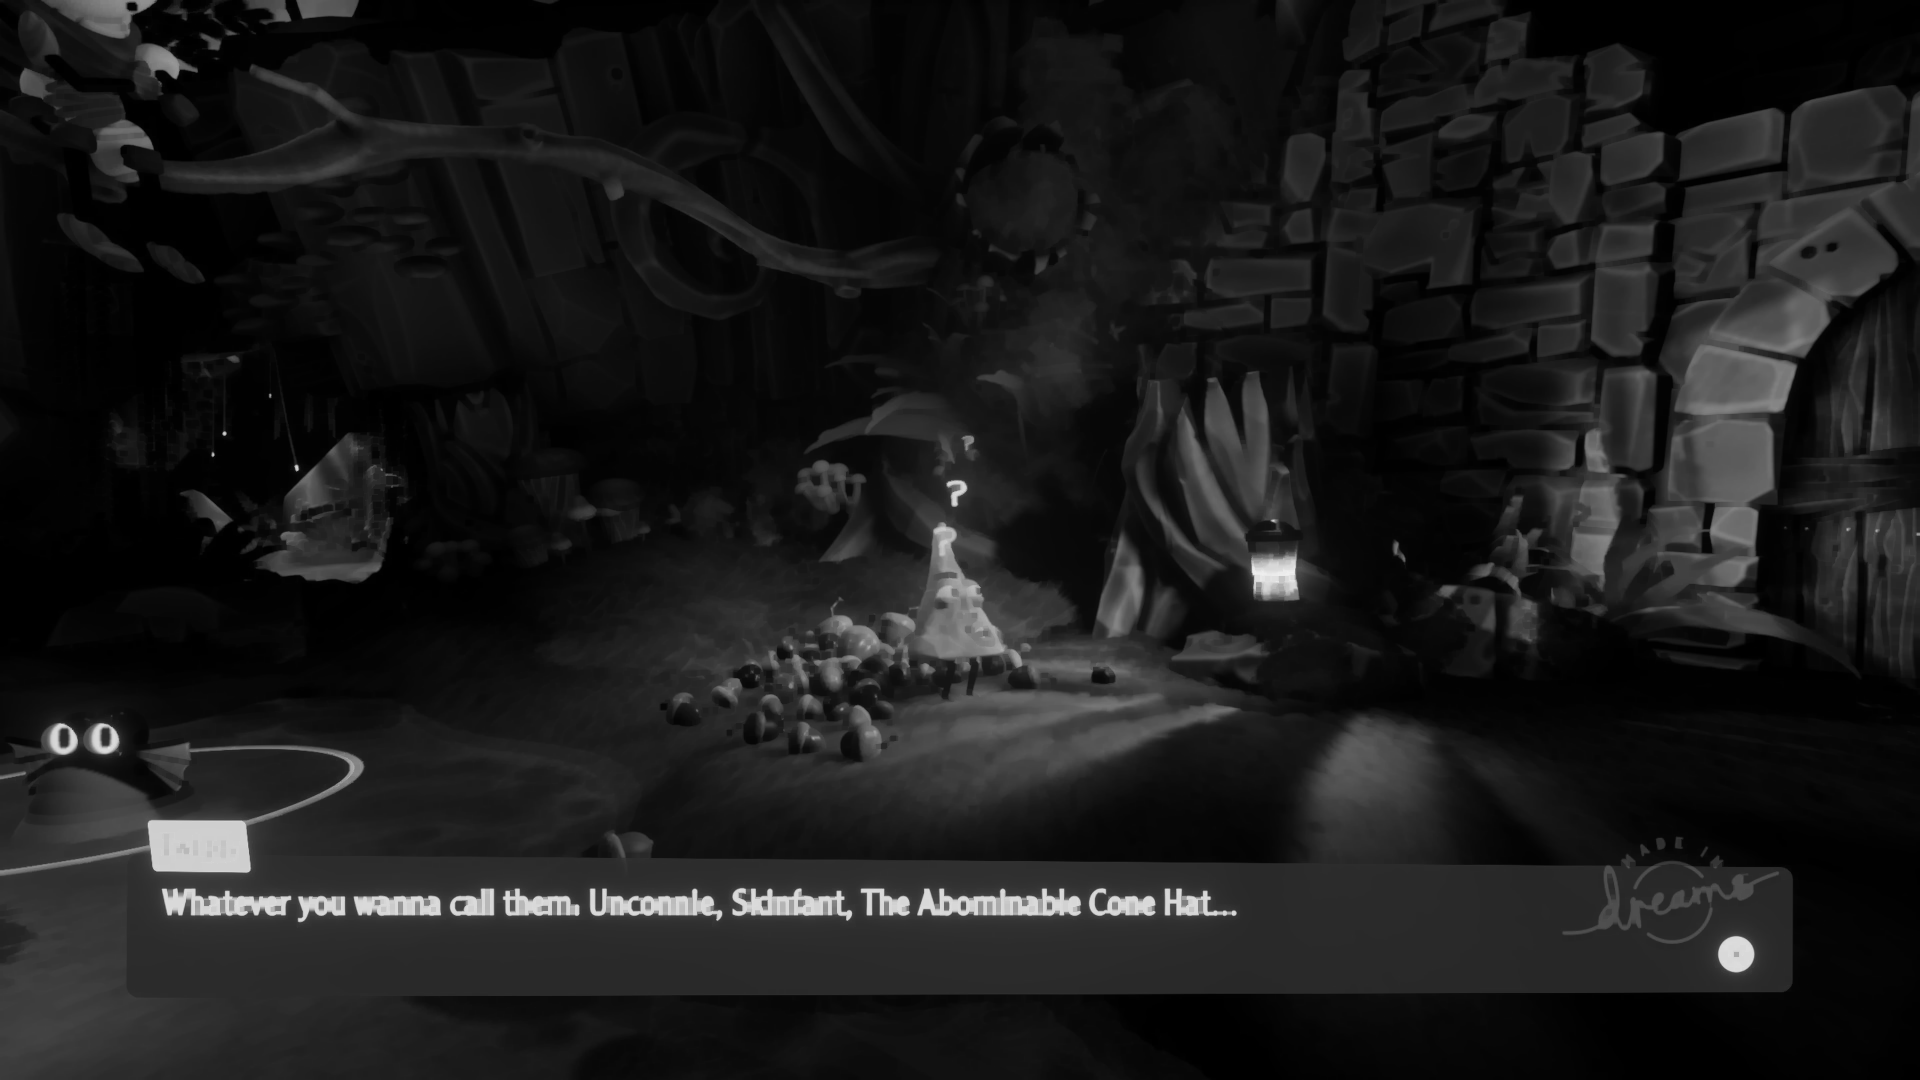 ?
?
?
Whatever you wanna call them. Unconnie, Skinfant, The Abominable Cone Hat...
MADE IN
dreams